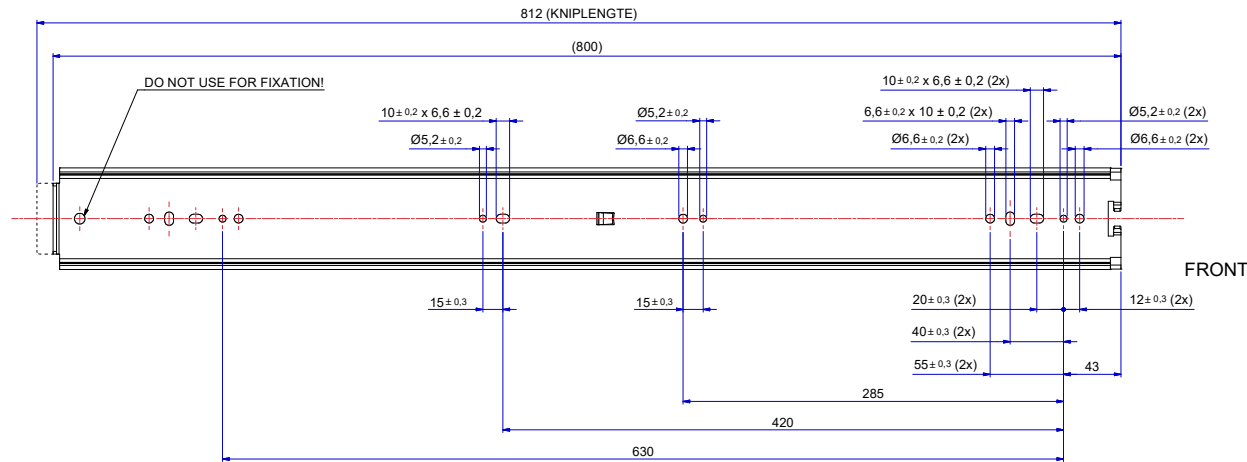 812 (KNIPLENGTE)
(800)
DO NOT USE FOR FIXATION!
10± 0,2 x 6,6 ± 0,2 (2x)
10± 0,2 x 6,6 ± 0,2
Ø5,2± 0,2
6,6± 0,2 x 10 ± 0,2 (2x)
Ø5,2± 0,2 (2x)
Ø5,2± 0,2
Ø6,6± 0,2
Ø6,6± 0,2 (2x)
Ø6,6± 0,2 (2x)
FRONT
15± 0,3
15± 0,3
20± 0,3 (2x)
12± 0,3 (2x)
40± 0,3 (2x)
55± 0,3 (2x)
43
285
420
630